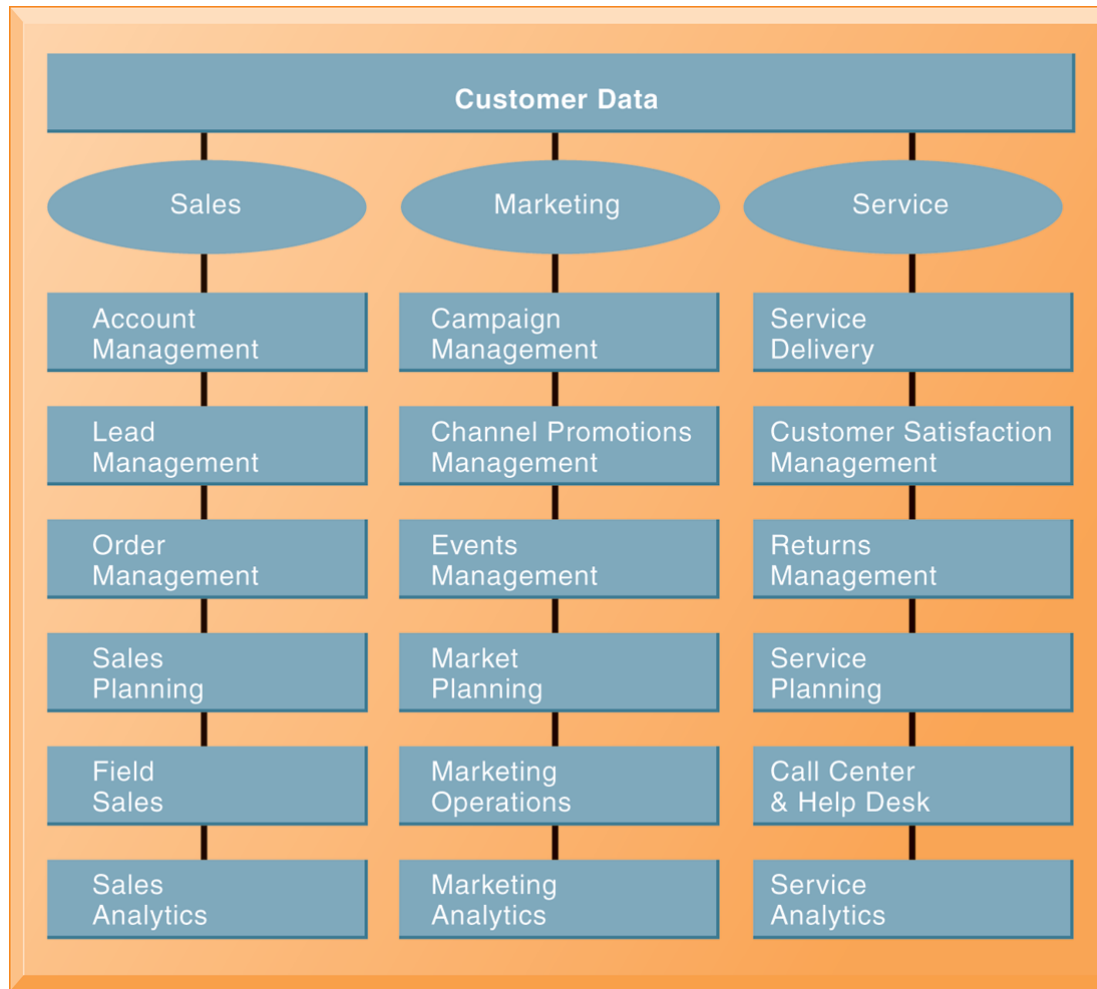 Customer Data
Sales
Marketing
Service
Account
Management
Lead
Management
Order
Management
Sales
Planning
Field
Sales
Sales
Analytics
Campaign
Management
Channel Promotions
Management
Events
Management
Market
Planning
Marketing
Operations
Marketing
Analytics
Service
Delivery
Customer Satisfaction
Management
Returns
Management
Service
Planning
Call Center
& Help Desk
Service
Analytics